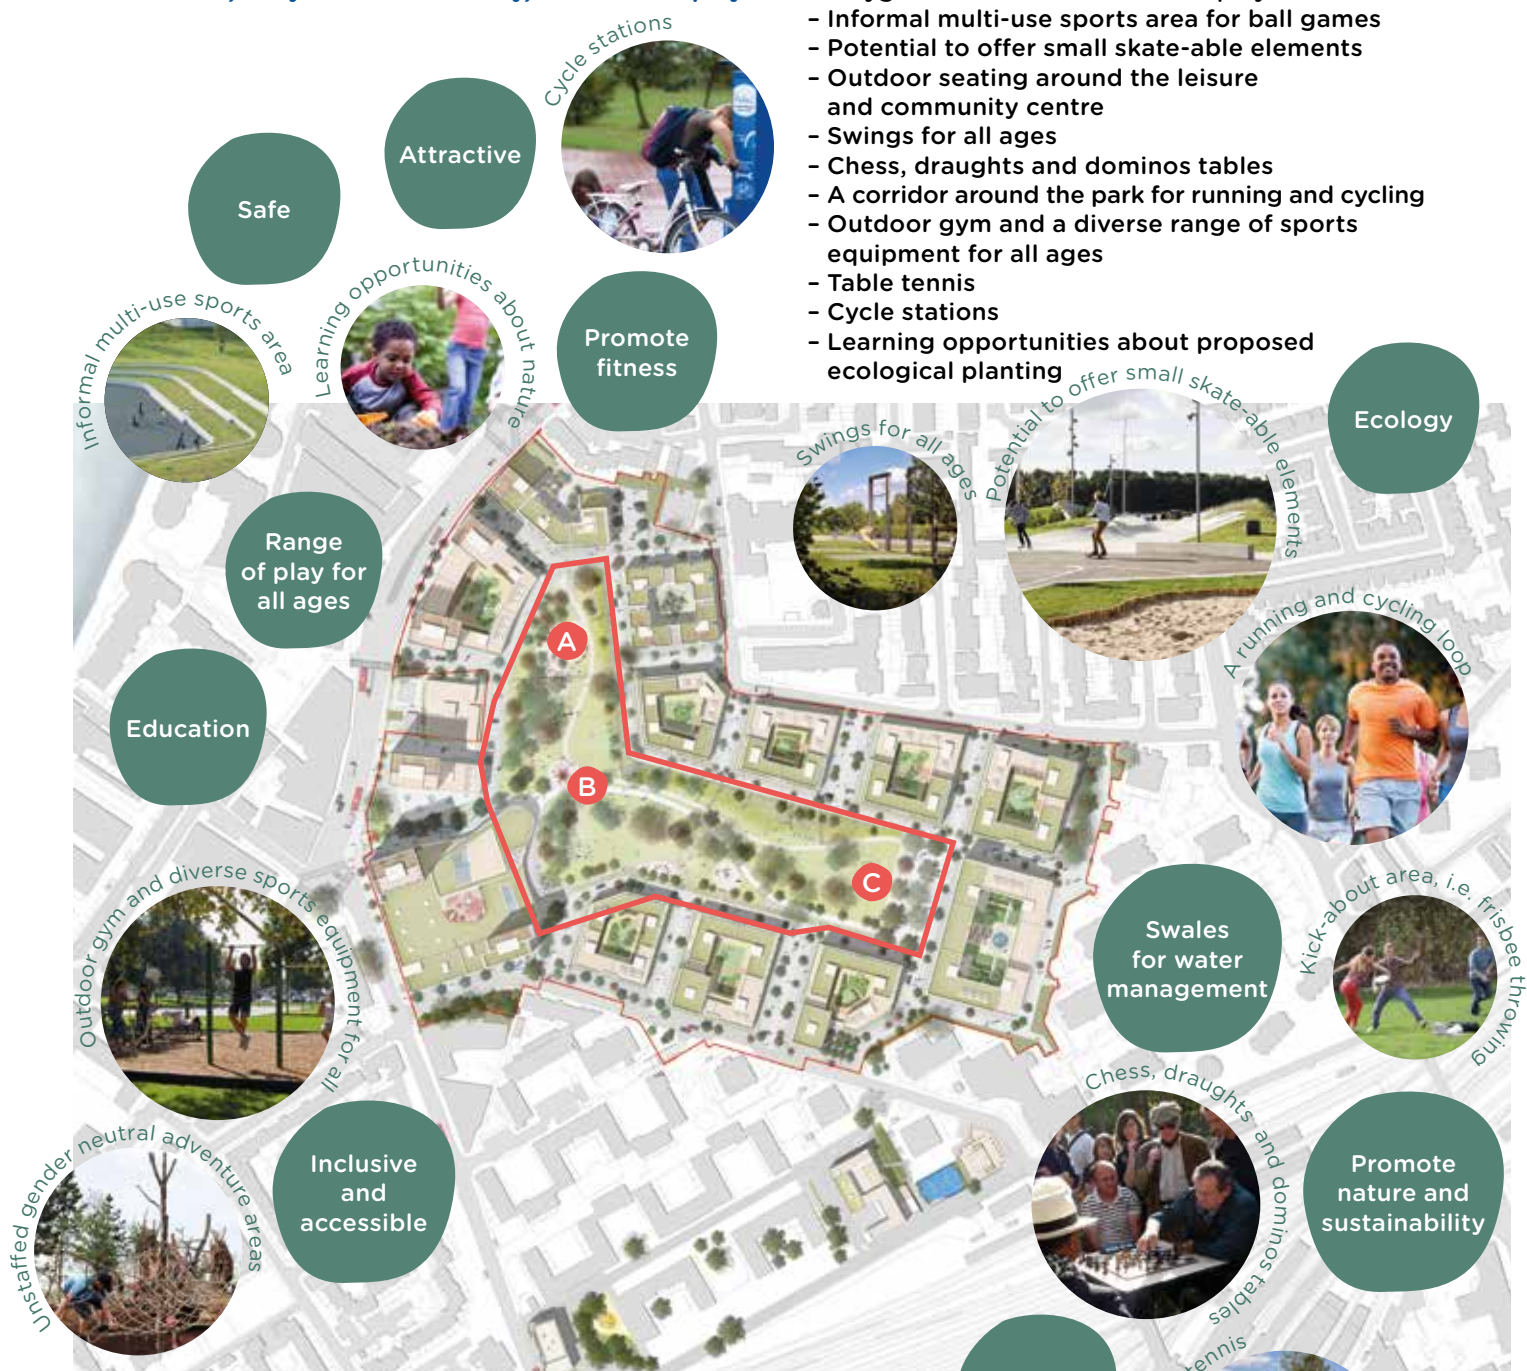 – Informal multi-use sports area for ball games
– Potential to offer small skate-able elements
– Outdoor seating around the leisure
and community centre
– Swings for all ages
– Chess, draughts and dominos tables
– A corridor around the park for running and cycling
– Outdoor gym and a diverse range of sports
equipment for all ages
– Table tennis
– Cycle stations
– Learning opportunities about proposed
ecological planting
Cycle stations
Attractive
Safe
Learning opportunities about nature
Informal multi-use sports area
Promote
fitness
Potential to offer small skate-able elements
Ecology
Swings for all ages
Range
of play for
all ages
A running and cycling loop
A
Education
B
C
Outdoor gym and diverse sports equipment for all
Swales
for water
management
Kick-about area, i.e. frisbee throwing
Chess, draughts and dominos tables
Unstaffed gender neutral adventure areas
Inclusive
and
accessible
Promote
nature and
sustainability
tennis